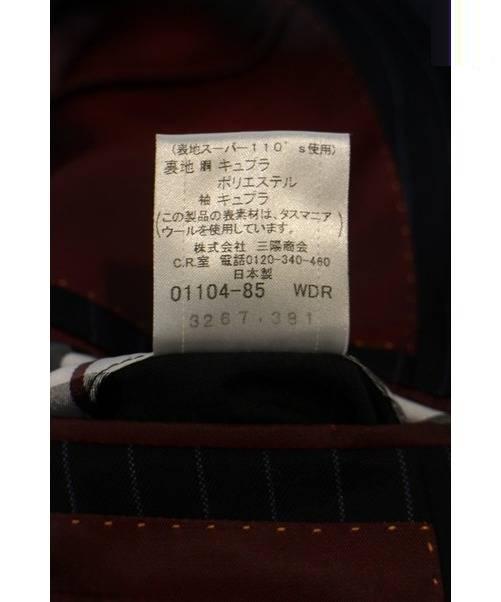 (表地スーパー110's使用)
裏地 胴 キュプラ
ポリエステル
袖 キュプラ
(この製品の表素材は、タスマニア
ウールを使用しています。)
株式会社 三陽商会
C.R.室 電話0120-340-460
日本製
01104-85 WDR
3267.381